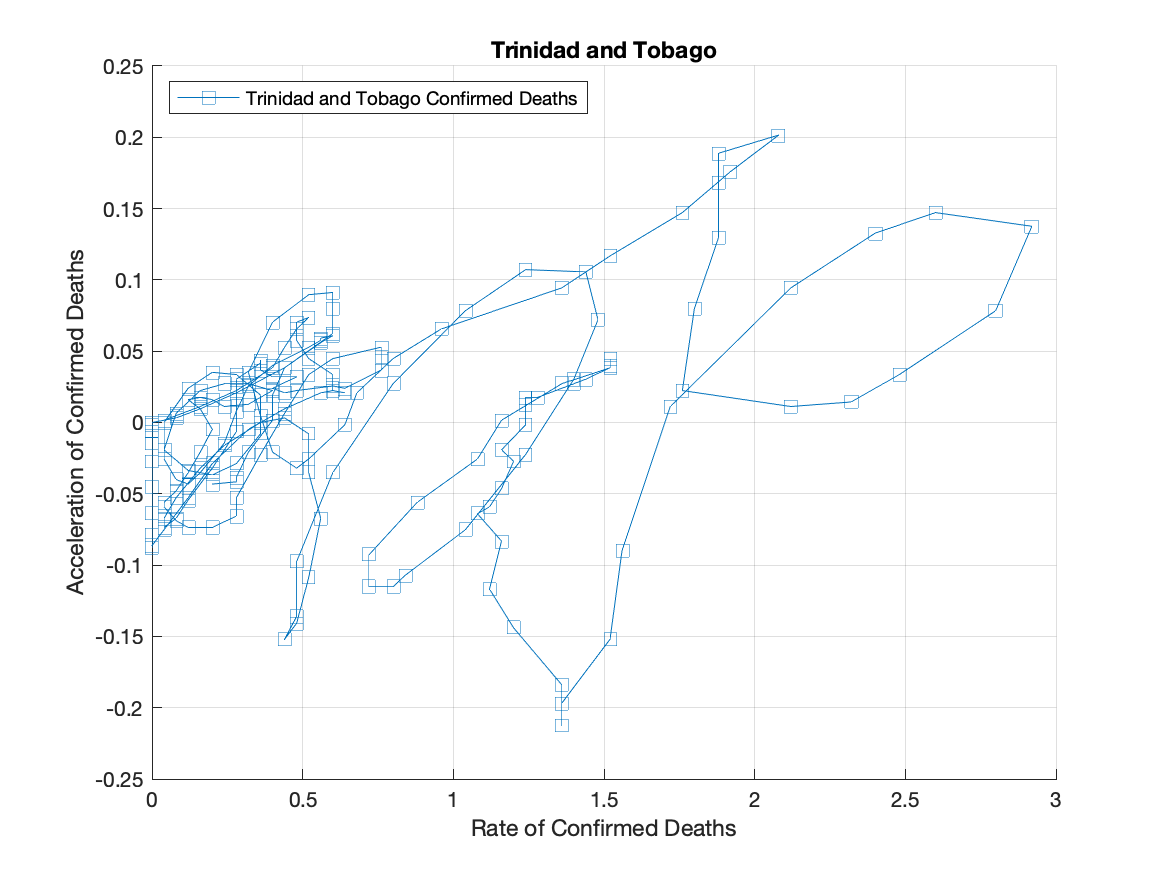 Trinidad and Tobago
Trinidad and Tobago Confirmed Deaths
Acceleration of Confirmed Deaths
0.25
0.2
0.15
0.1
0.05
0
-0.05
-0.1
-0.15
-0.2
-0.25
0 0.5 1 1.5 2 2.5 3
Rate of Confirmed Deaths